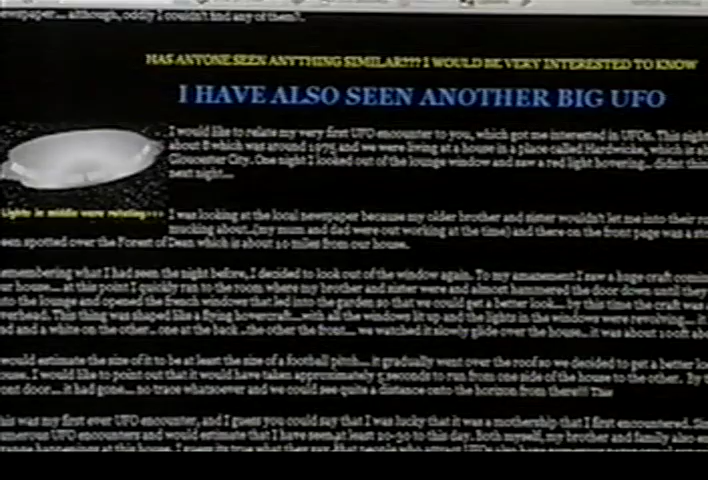 ewspaper... although, oddly I couldn't find any of them?.
HAS ANYONE SEEN ANYTHING SIMILAR??? I WOULD BE VERY INTERESTED TO KNOW
I HAVE ALSO SEEN ANOTHER BIG UFO
I would like to relate my very first UFO encounter to you, which got me interested in UFOs. This sight
about 8 which was around 1975 and we were living at a house in a place called Hardwicke, which is ab
Gloucester City. One night I looked out of the lounge window and saw a red light hovering... didnt thin
next night....
Lights in middle were rotating>>>
I was looking at the local newspaper because my older brother and sister wouldn't let me into their ro
mucking about..(my mum and dad were out working at the time) and there on the front page was a sto
een spotted over the Forest of Dean which is about 10 miles from our house.
emembering what I had seen the night before, I decided to look out of the window again. To my amazement I saw a huge craft comin
ur house.... at this point I quickly ran to the room where my brother and sister were and almost hammered the door down until they
to the lounge and opened the french windows that led into the garden so that we could get a better look.... by this time the craft was
verhead. This thing was shaped like a flying hovercraft....with all the windows lit up and the lights in the windows were revolving.... it
d and a white on the other.. one at the back ..the other the front.... we watched it slowly glide over the house...it was about 100ft abo
would estimate the size of it to be at least the size of a football pitch.... it gradually went over the roof so we decided to get a better lo
ouse. I would like to point out that it would have taken approximately 5 seconds to run from one side of the house to the other. By t
ont door.... it had gone... no trace whatsoever and we could see quite a distance onto the horizon from there!!! This
his was my first ever UFO encounter, and I guess you could say that I was lucky that it was a mothership that I first encountered. Sin
umerous UFO encounters and would estimate that I have seen at least 20-30 to this day. Both myself, my brother and family also e